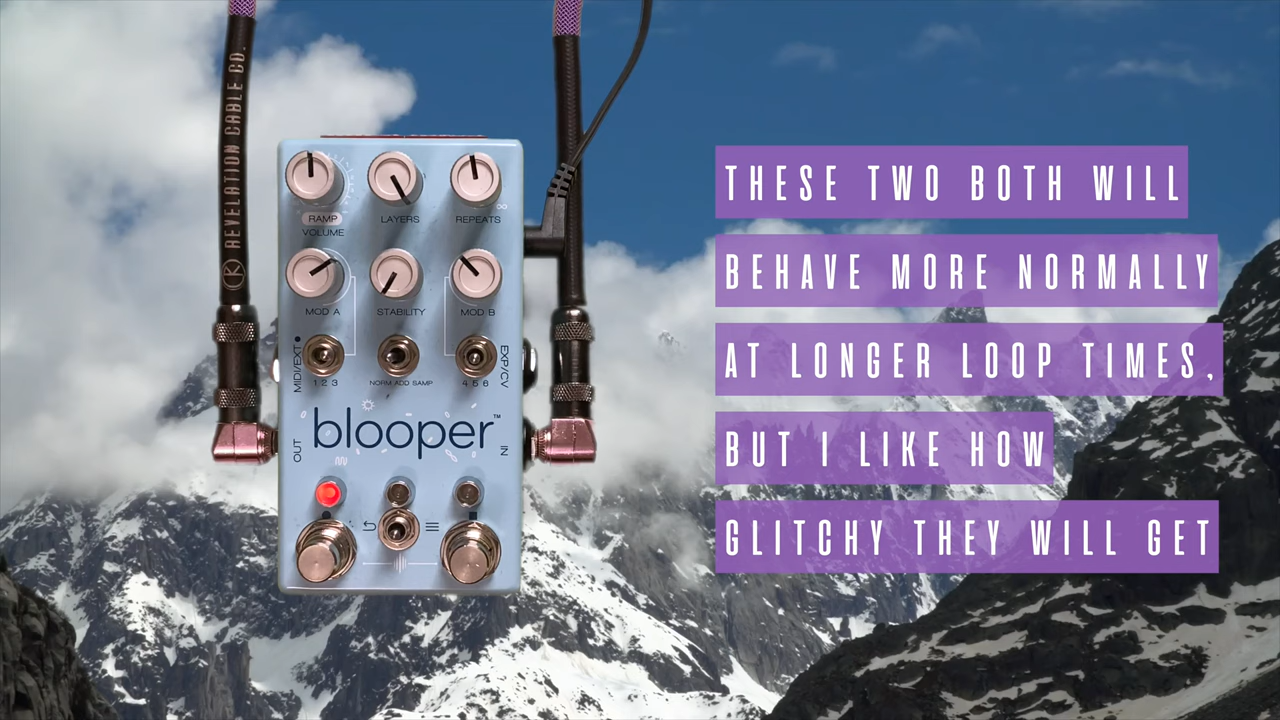 REVELATION CABLE CO.
RAMP
VOLUME
LAYERS
REPEATS
∞
MOD A
STABILITY
MOD B
MIDI/EXT
1 2 3
NORM ADD SAMP
4 5 6
EXP/CV
OUT
blooper™
IN
THESE TWO BOTH WILL
BEHAVE MORE NORMALLY
AT LONGER LOOP TIMES,
BUT I LIKE HOW
GLITCHY THEY WILL GET